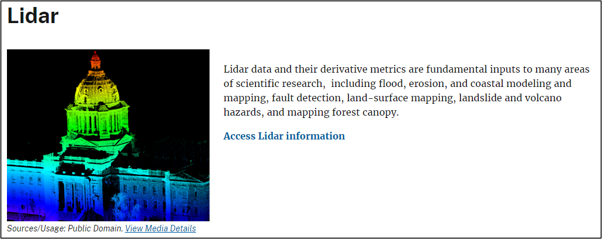 Lidar
Lidar data and their derivative metrics are fundamental inputs to many areas
of scientific research, including flood, erosion, and coastal modeling and
mapping, fault detection, land-surface mapping, landslide and volcano
hazards, and mapping forest canopy.
Access Lidar information
Sources/Usage: Public Domain. View Media Details